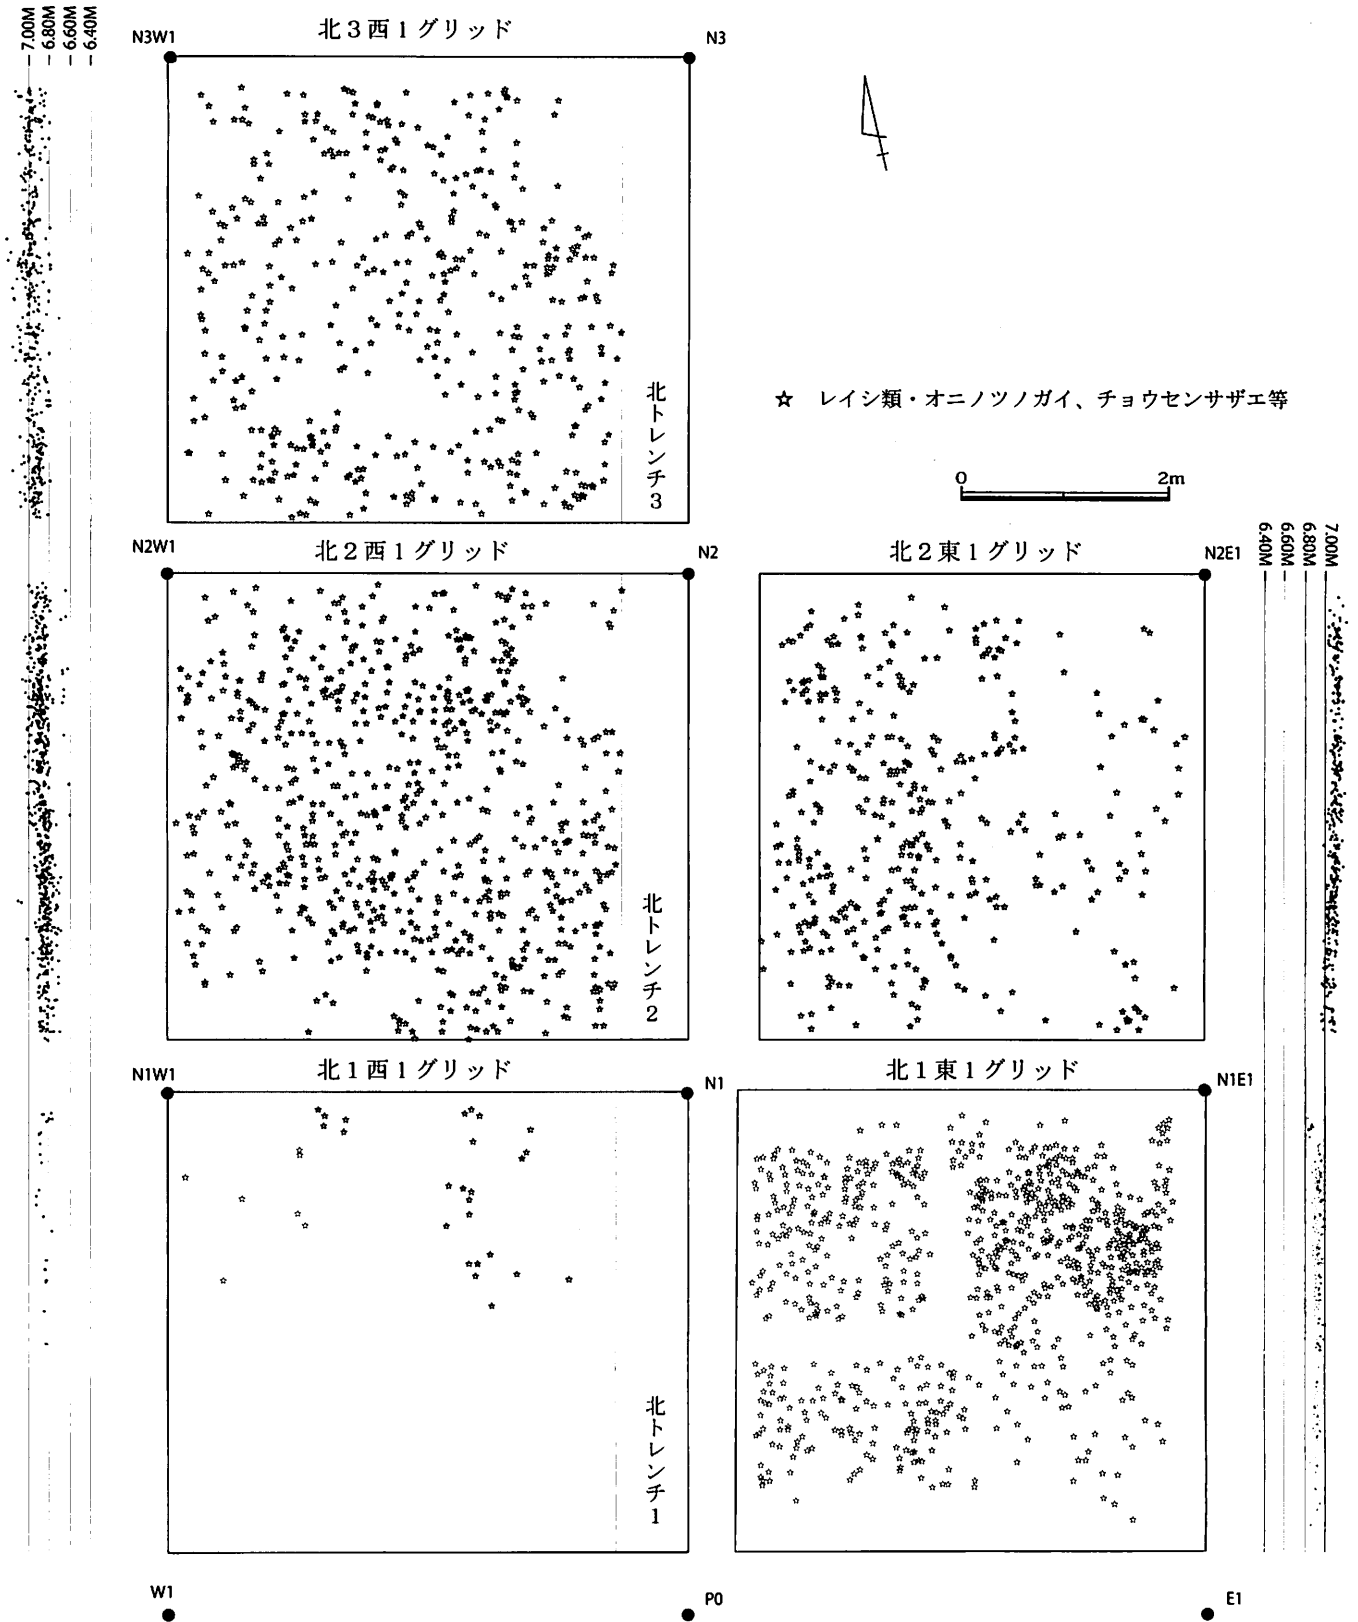 7.00M
6.80M
6.60M
6.40M
N3W1
北3西1グリッド
N3
☆ レイシ類・オニノツノガイ、チョウセンサザエ等
0 2m
北トレンチ3
N2W1
北2西1グリッド
N2
北2東1グリッド
N2E1
6.40M
6.60M
6.80M
7.00M
北トレンチ2
N1W1
北1西1グリッド
N1
北1東1グリッド
N1E1
北トレンチ1
W1
P0
E1